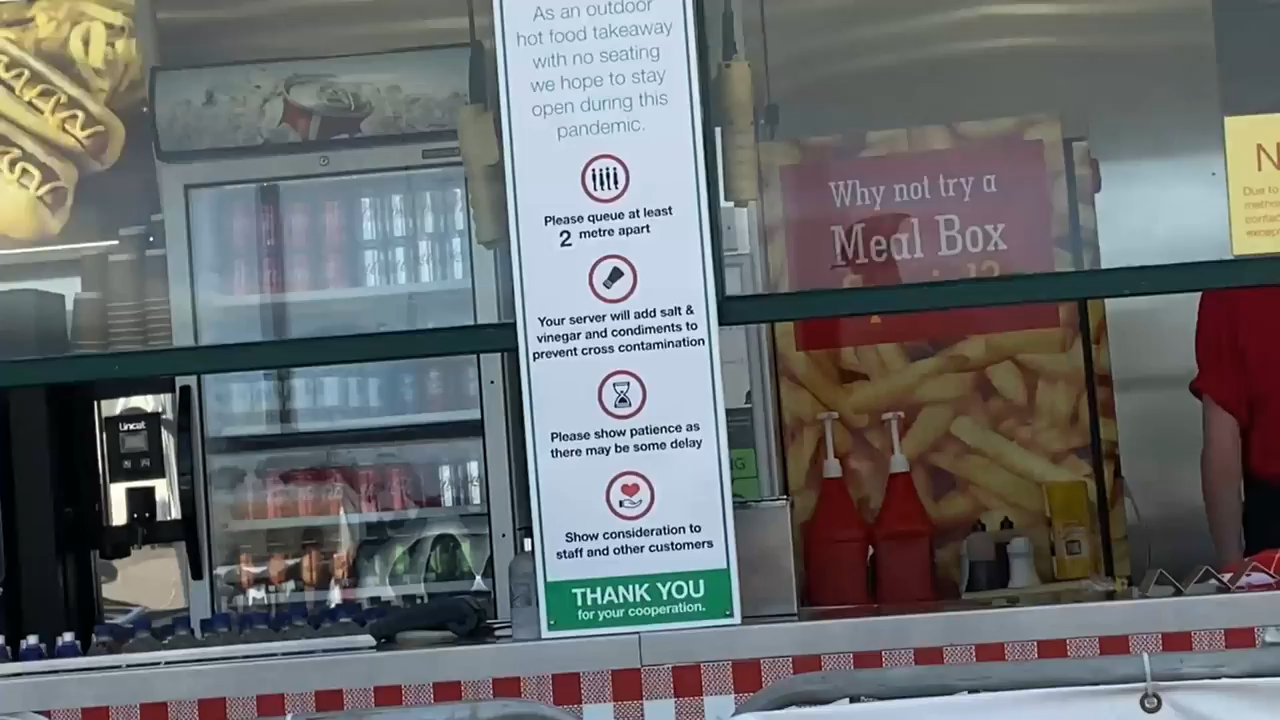 As an outdoor
hot food takeaway
with no seating
we hope to stay
open during this
pandemic.
Please queue at least
2 metre apart
Your server will add salt &
vinegar and condiments to
prevent cross contamination
Please show patience as
there may be some delay
Show consideration to
staff and other customers
THANK YOU
for your cooperation.
Why not try a
Meal Box
Lincat
Due to